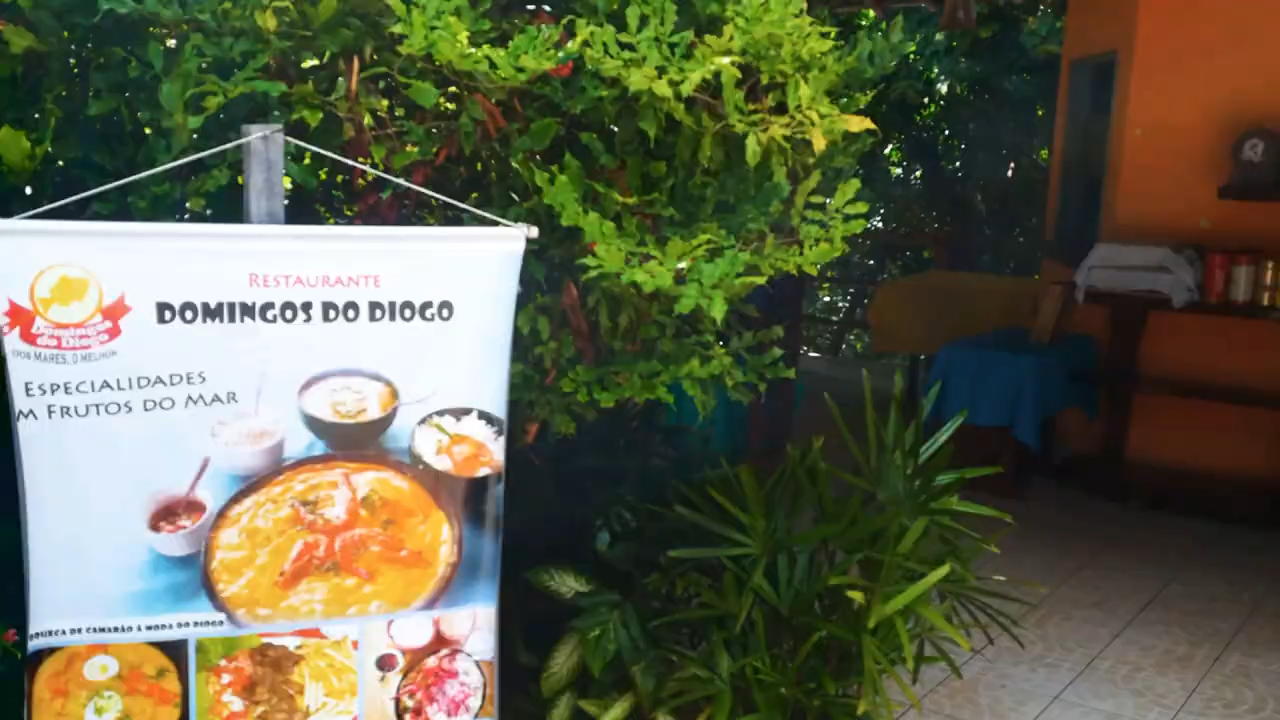 RESTAURANTE
DOMINGOS DO DIOGO
Domingos
do Diogo
DOS MARES, O MELHOR
ESPECIALIDADES
M FRUTOS DO MAR
MOQUECA DE CAMARÃO À MODA DO DIOGO